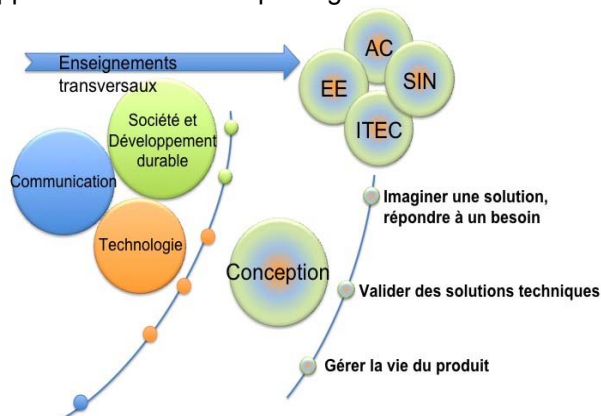 Enseignements
transversaux
AC
EE
SIN
ITEC
Société et
Développement
durable
Communication
Technologie
Conception
Imaginer une solution,
répondre à un besoin
Valider des solutions techniques
Gérer la vie du produit